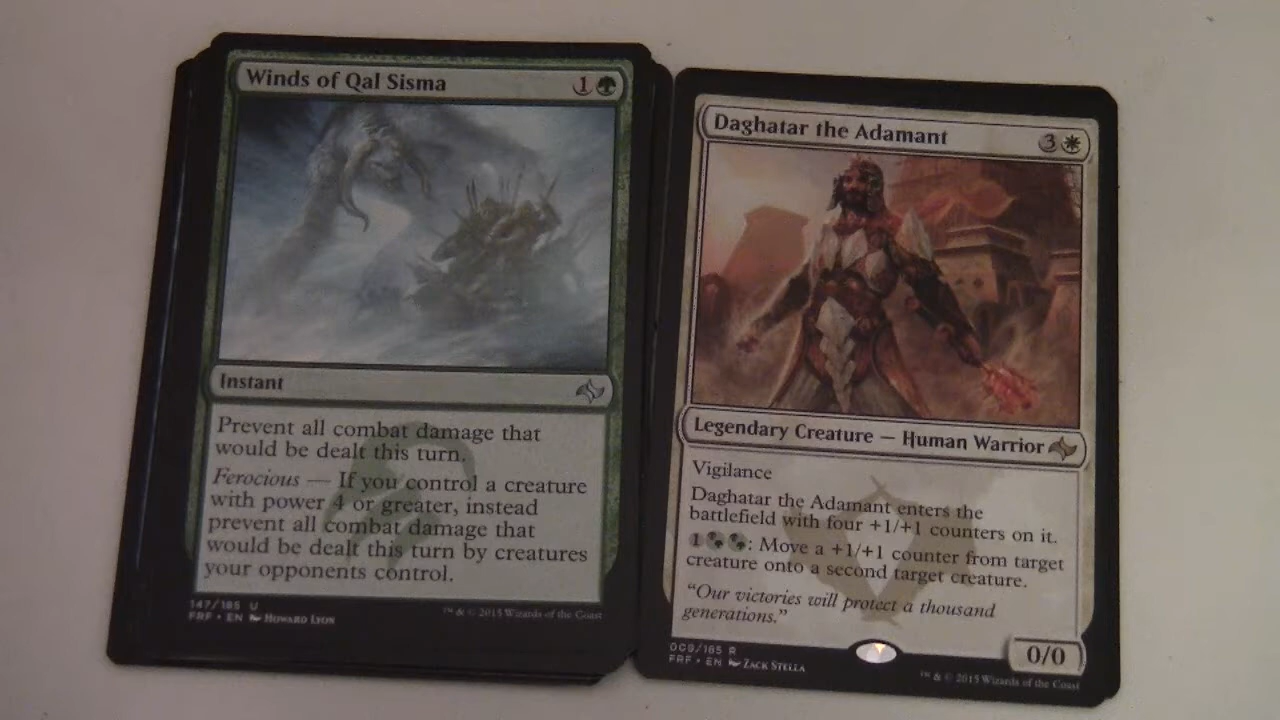 Winds of Qal Sisma 1
Instant
Prevent all combat damage that
would be dealt this turn.
Ferocious — If you control a creature
with power 4 or greater, instead
prevent all combat damage that
would be dealt this turn by creatures
your opponents control.
147/185 U
FRF • EN Howard Lyon
™ & © 2015 Wizards of the Coast
Daghatar the Adamant 3
Legendary Creature — Human Warrior
Vigilance
Daghatar the Adamant enters the
battlefield with four +1/+1 counters on it.
1 : Move a +1/+1 counter from target
creature onto a second target creature.
“Our victories will protect a thousand
generations.”
0/0
009/185 R
FRF • EN Zack Stella
™ & © 2015 Wizards of the Coast